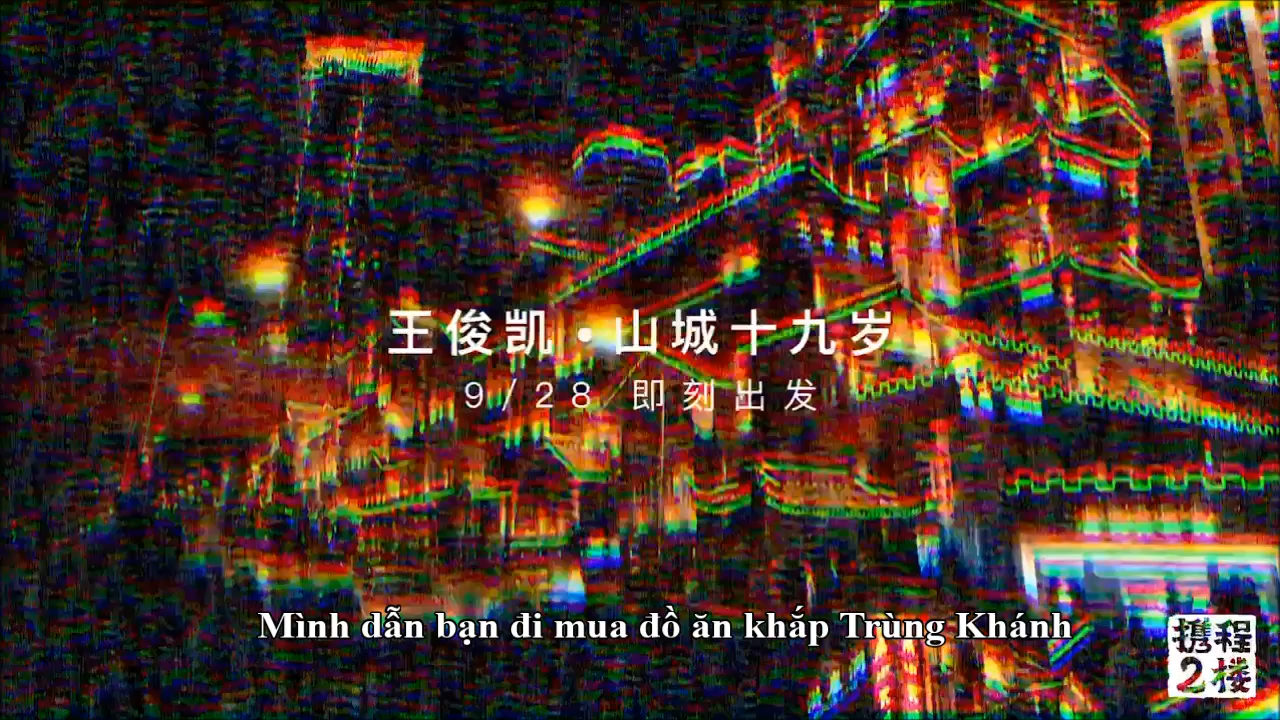 王俊凯·山城十九岁
9/28 即刻出发
Mình dẫn bạn đi mua đồ ăn khắp Trùng Khánh
携程
2楼